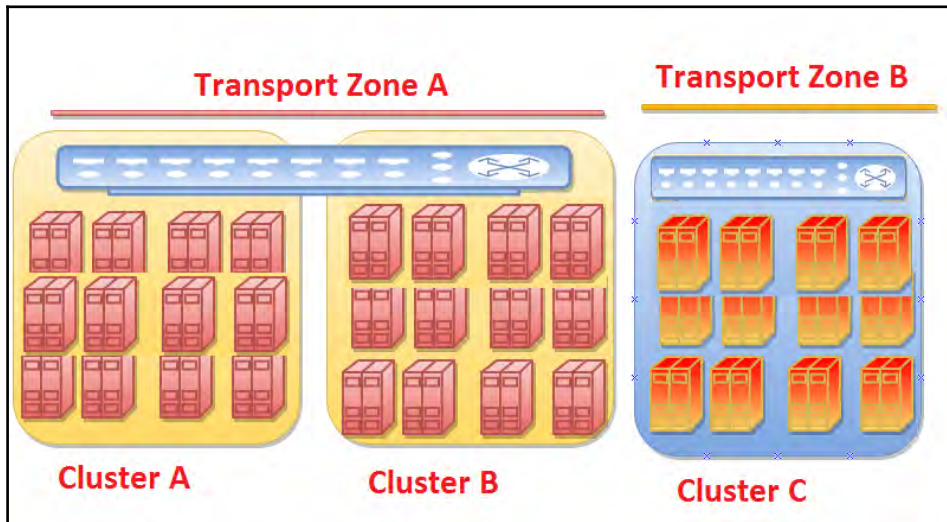 Transport Zone A
Transport Zone B
Cluster A
Cluster B
Cluster C